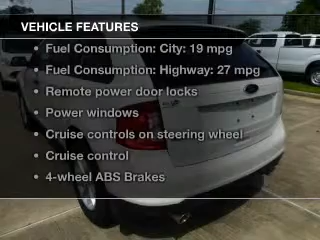 VEHICLE FEATURES
• Fuel Consumption: City: 19 mpg
• Fuel Consumption: Highway: 27 mpg
• Remote power door locks
• Power windows
• Cruise controls on steering wheel
• Cruise control
• 4-wheel ABS Brakes